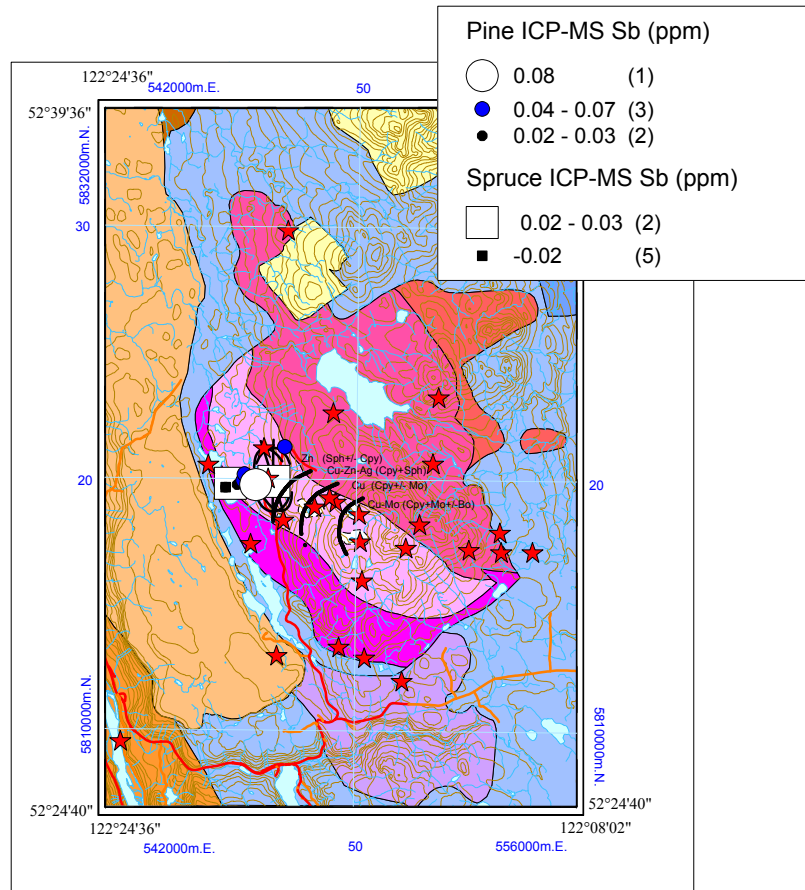 Pine ICP-MS Sb (ppm)
0.08 (1)
0.04 - 0.07 (3)
0.02 - 0.03 (2)
Spruce ICP-MS Sb (ppm)
0.02 - 0.03 (2)
-0.02 (5)
122°24'36"
542000m.E.
50
52°39'36"
5832000m.N.
30
Zn (Sph+/- Cpy)
Cu-Zn-Ag (Cpy+Sph)
20
20
Cu (Cpy+/- Mo)
Cu-Mo (Cpy+Mo+/-Bo)
5810000m.N.
5810000m.N.
52°24'40"
52°24'40"
122°24'36"
122°08'02"
542000m.E.
50
556000m.E.